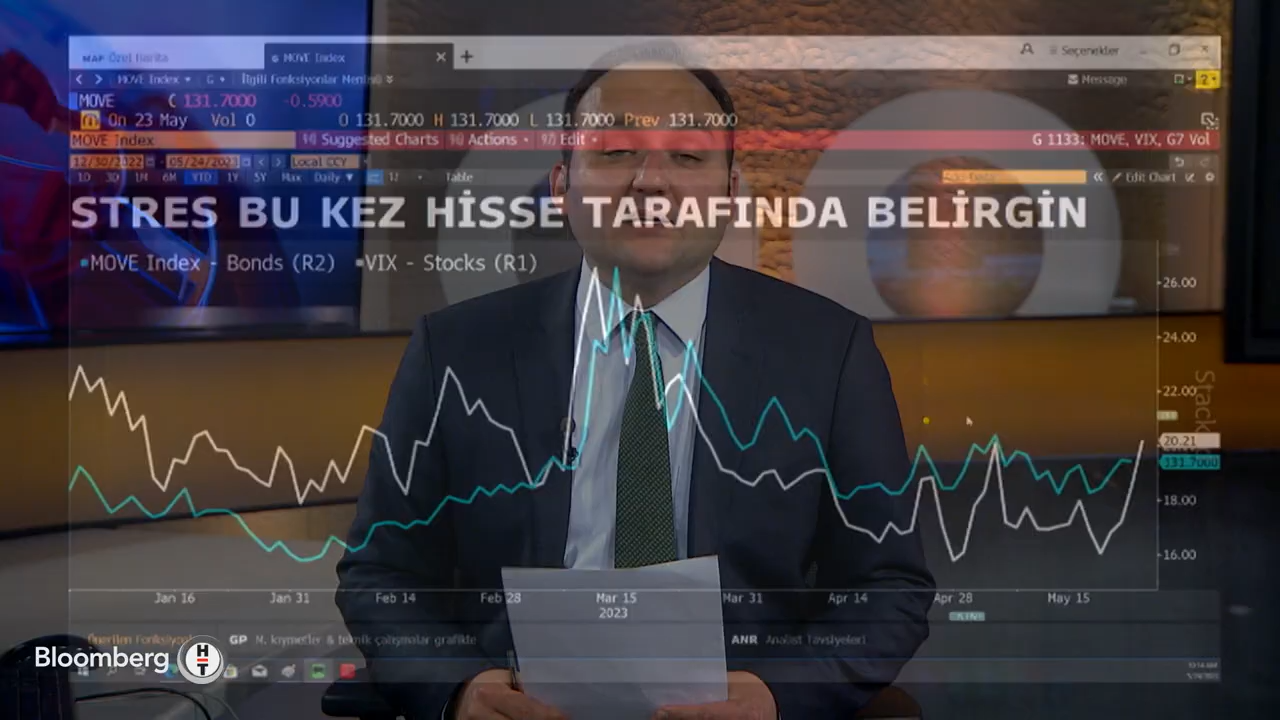 MAP Özel Harita
G MOVE Index
×
+
Seçenekler
MOVE Index
G
İlgili Fonksiyonlar Menüsü
Message
MOVE C 131.7000 -0.5900
On 23 May Vol 0 O 131.7000 H 131.7000 L 131.7000 Prev 131.7000
MOVE Index
Suggested Charts
Actions
97) Edit
G 1133: MOVE, VIX, G7 Vol
12/30/2022 - 05/24/2023
Local CCY
1D 3D 1M 6M YTD 1Y 5Y Max Daily
Table
Edit Chart
STRES BU KEZ HİSSE TARAFINDA BELİRGİN
MOVE Index - Bonds (R2) VIX - Stocks (R1)
26.00
24.00
22.00
20.21
131.7000
18.00
16.00
Jan 16 Jan 31 Feb 14 Feb 28 Mar 15 Mar 31 Apr 14 Apr 28 May 15
2023
Önerilen Fonksiyonl
GP M. kıymetler & teknik çalışmalar grafikle
ANR Analist Tavsiyeleri
Bloomberg HT